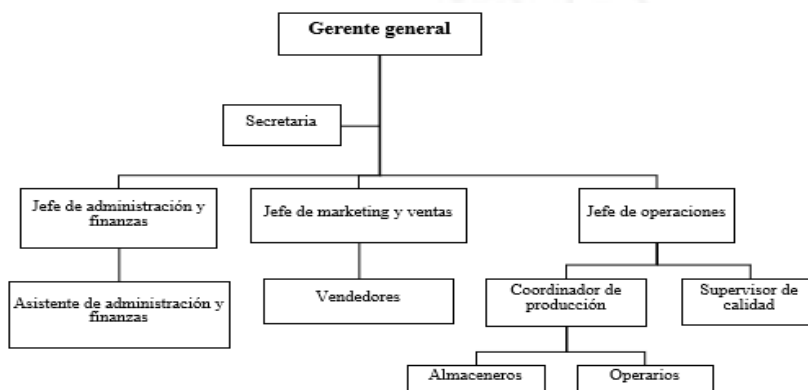 Gerente general
Secretaria
Jefe de administración y
finanzas
Jefe de marketing y ventas
Jefe de operaciones
Asistente de administración y
finanzas
Vendedores
Coordinador de
producción
Supervisor de
calidad
Almaceneros
Operarios